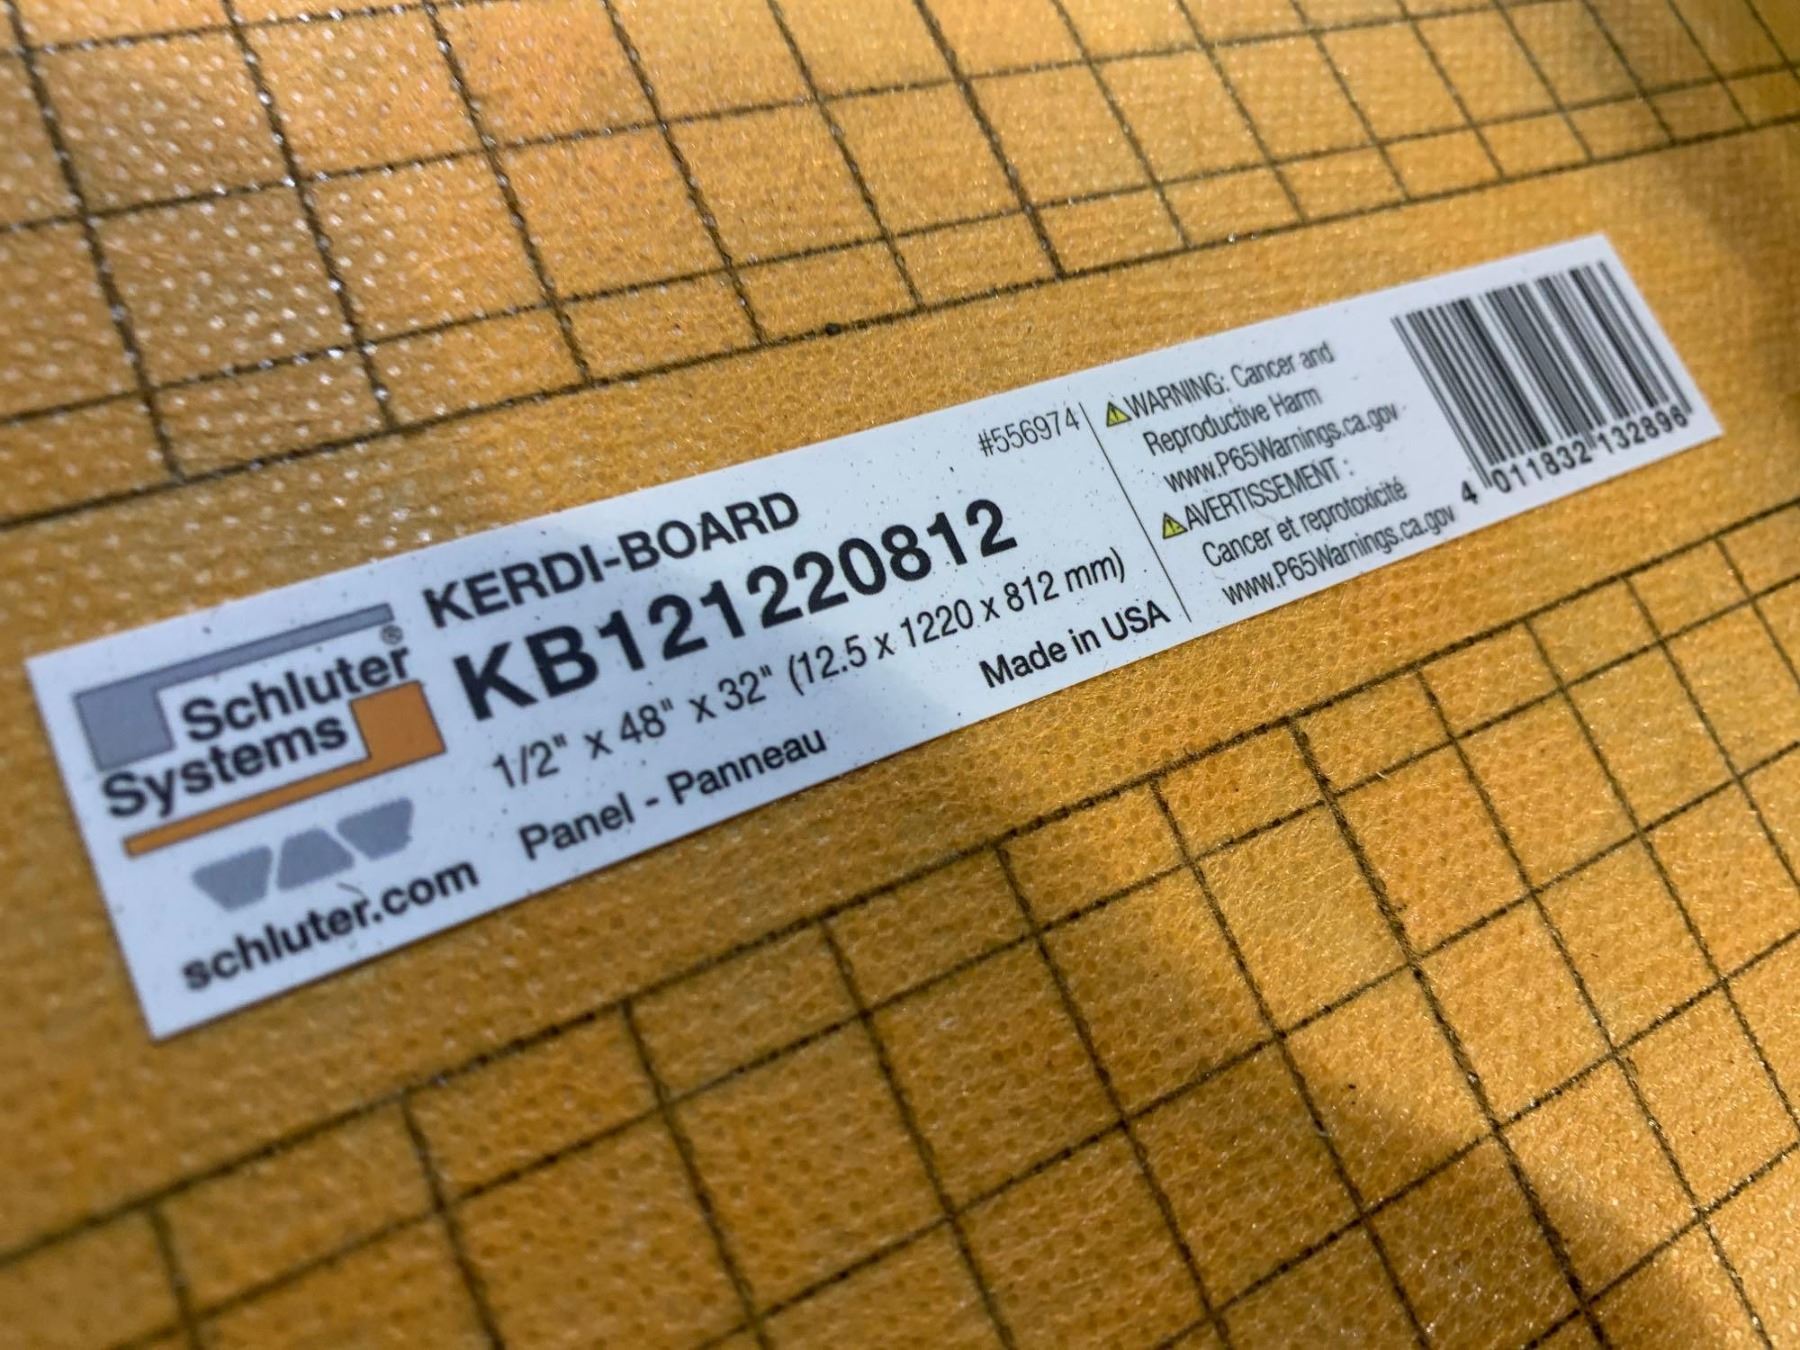 Schluter®
Systems
schluter.com
KERDI-BOARD
#556974
KB121220812
1/2" x 48" x 32" (12.5 x 1220 x 812 mm)
Panel - Panneau
Made in USA
WARNING: Cancer and
Reproductive Harm
www.P65Warnings.ca.gov
AVERTISSEMENT :
Cancer et reprotoxicité
www.P65Warnings.ca.gov
4 011832 132896